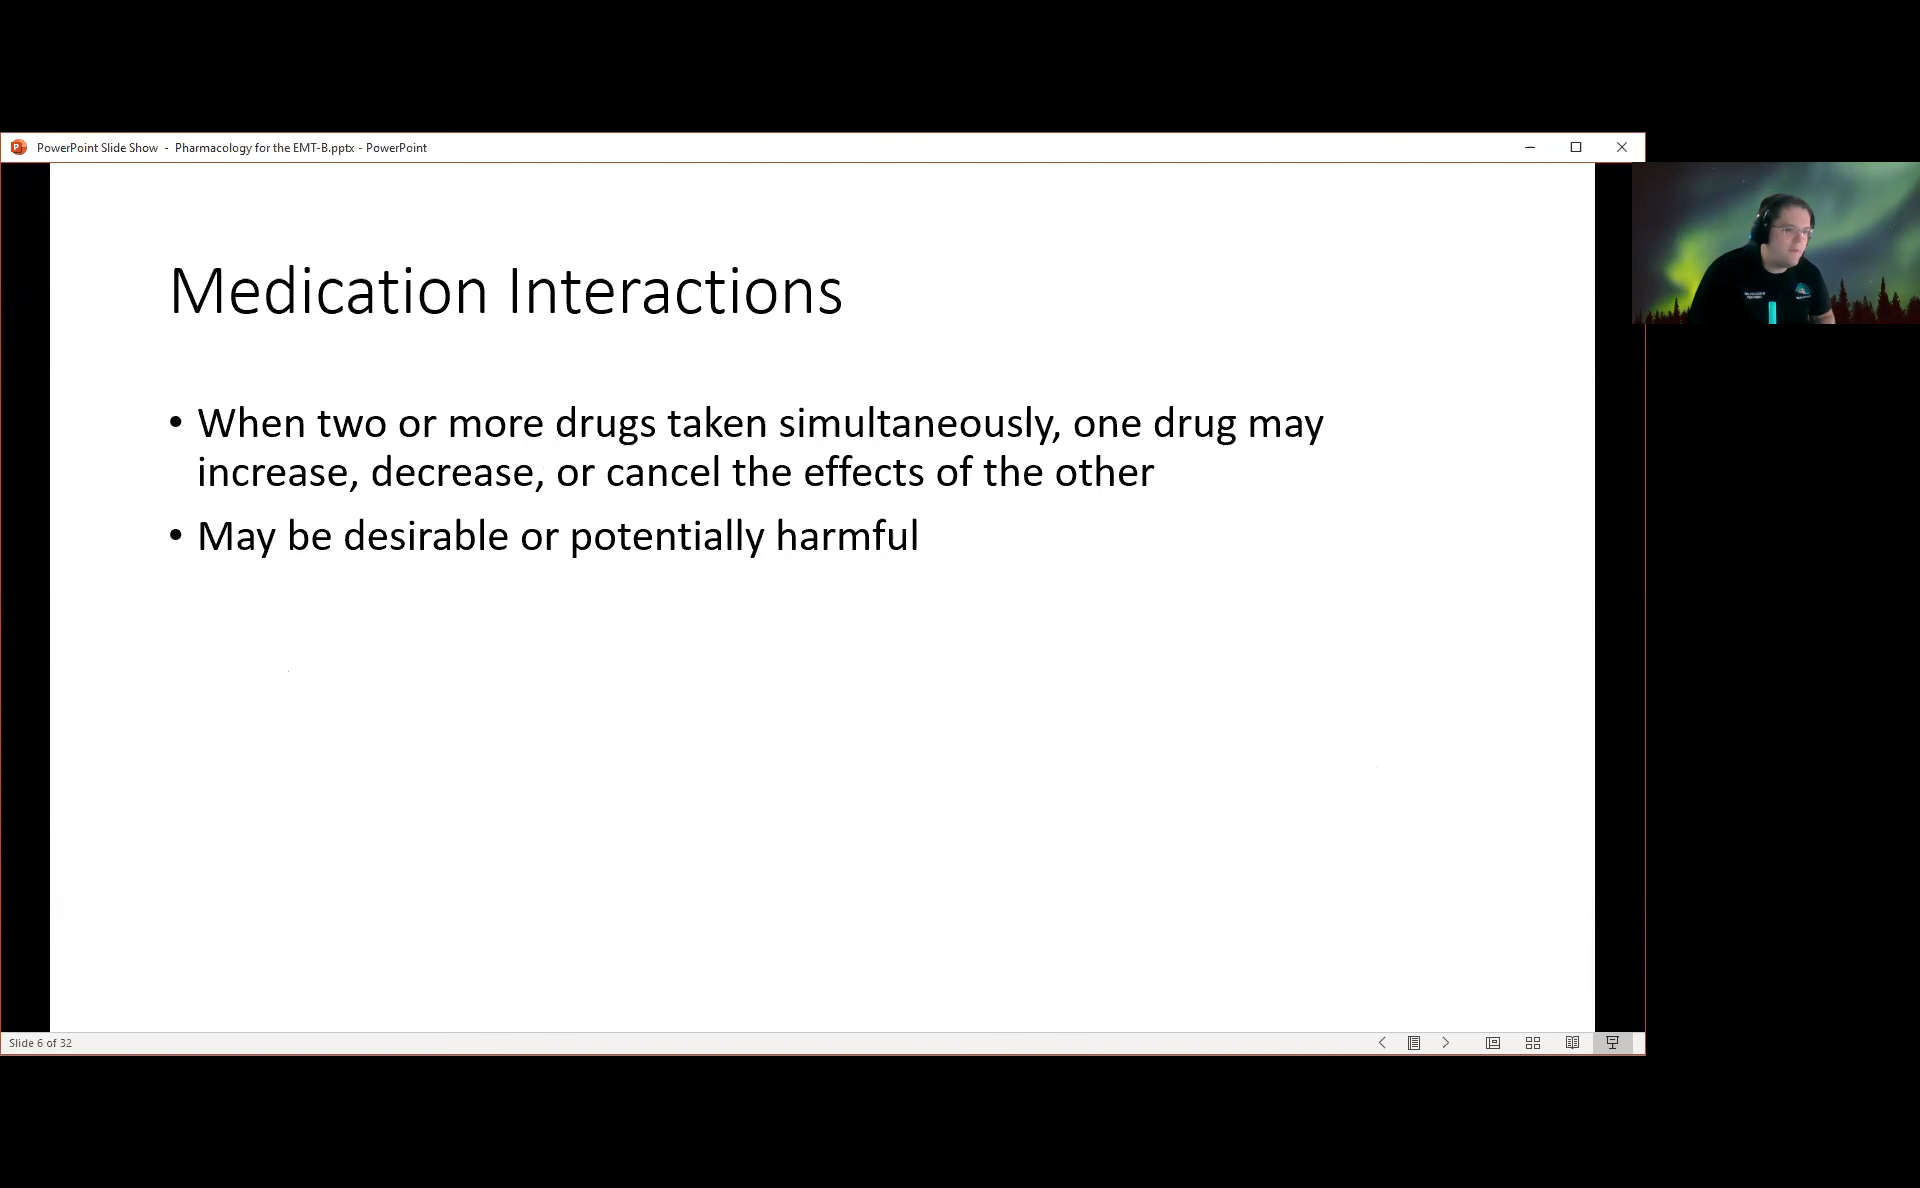 PowerPoint Slide Show - Pharmacology for the EMT-B.pptx - PowerPoint
Medication Interactions
• When two or more drugs taken simultaneously, one drug may
increase, decrease, or cancel the effects of the other
• May be desirable or potentially harmful
Slide 6 of 32